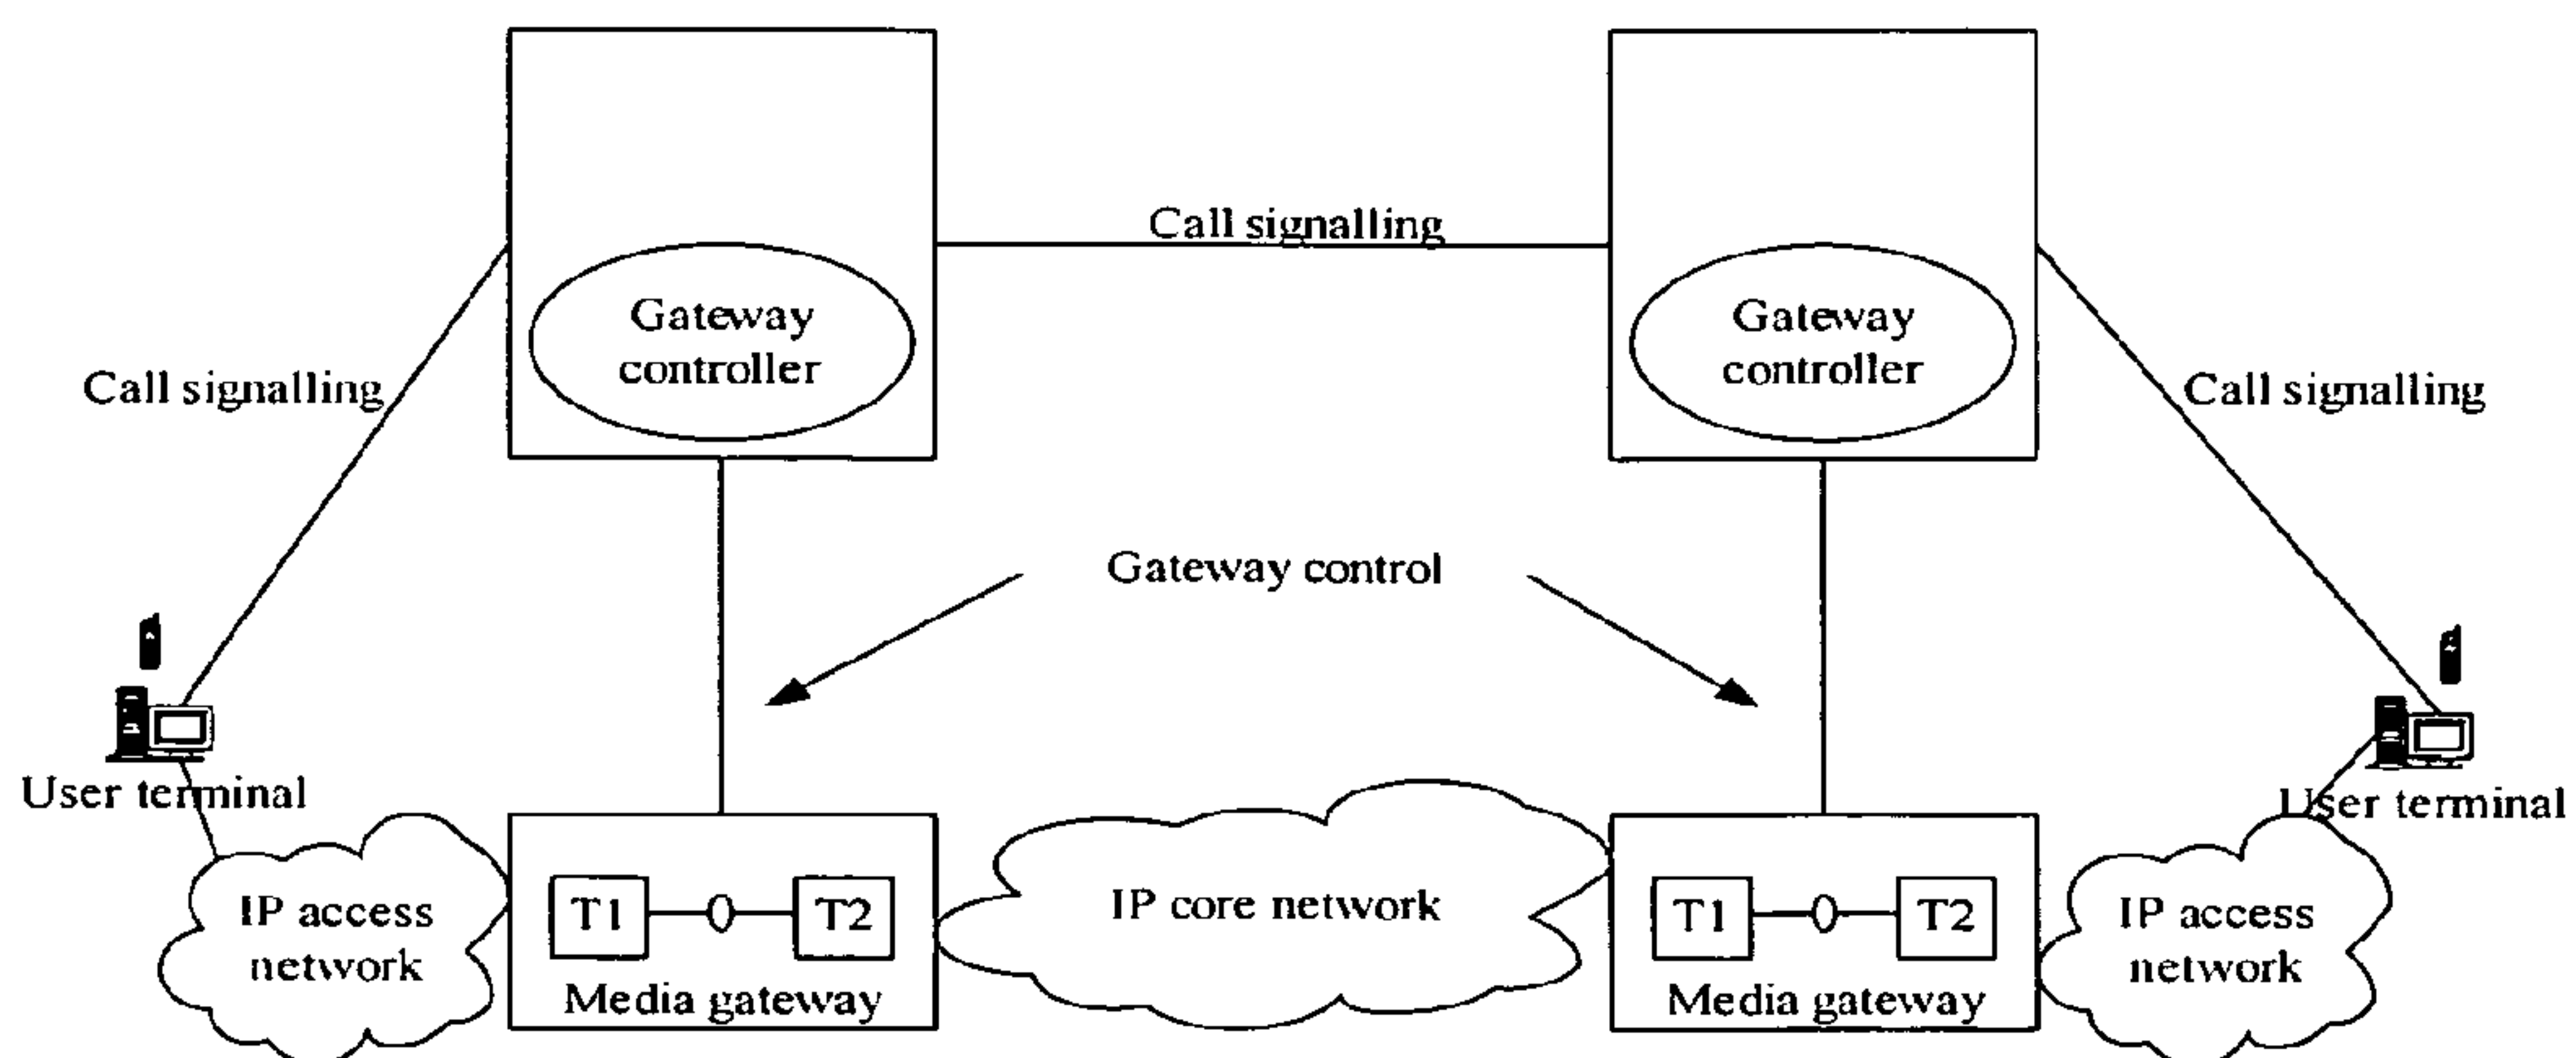 Call signalling
Gateway
controller
Gateway
controller
Call signalling
Call signalling
Gateway control
User terminal
User terminal
IP access
network
T1
T2
Media gateway
IP core network
T1
T2
Media gateway
IP access
network